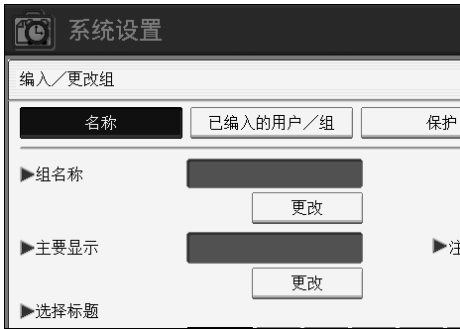 系统设置
编入／更改组
名称 已编入的用户／组 保护
▶组名称
更改
▶主要显示 ▶注
更改
▶选择标题